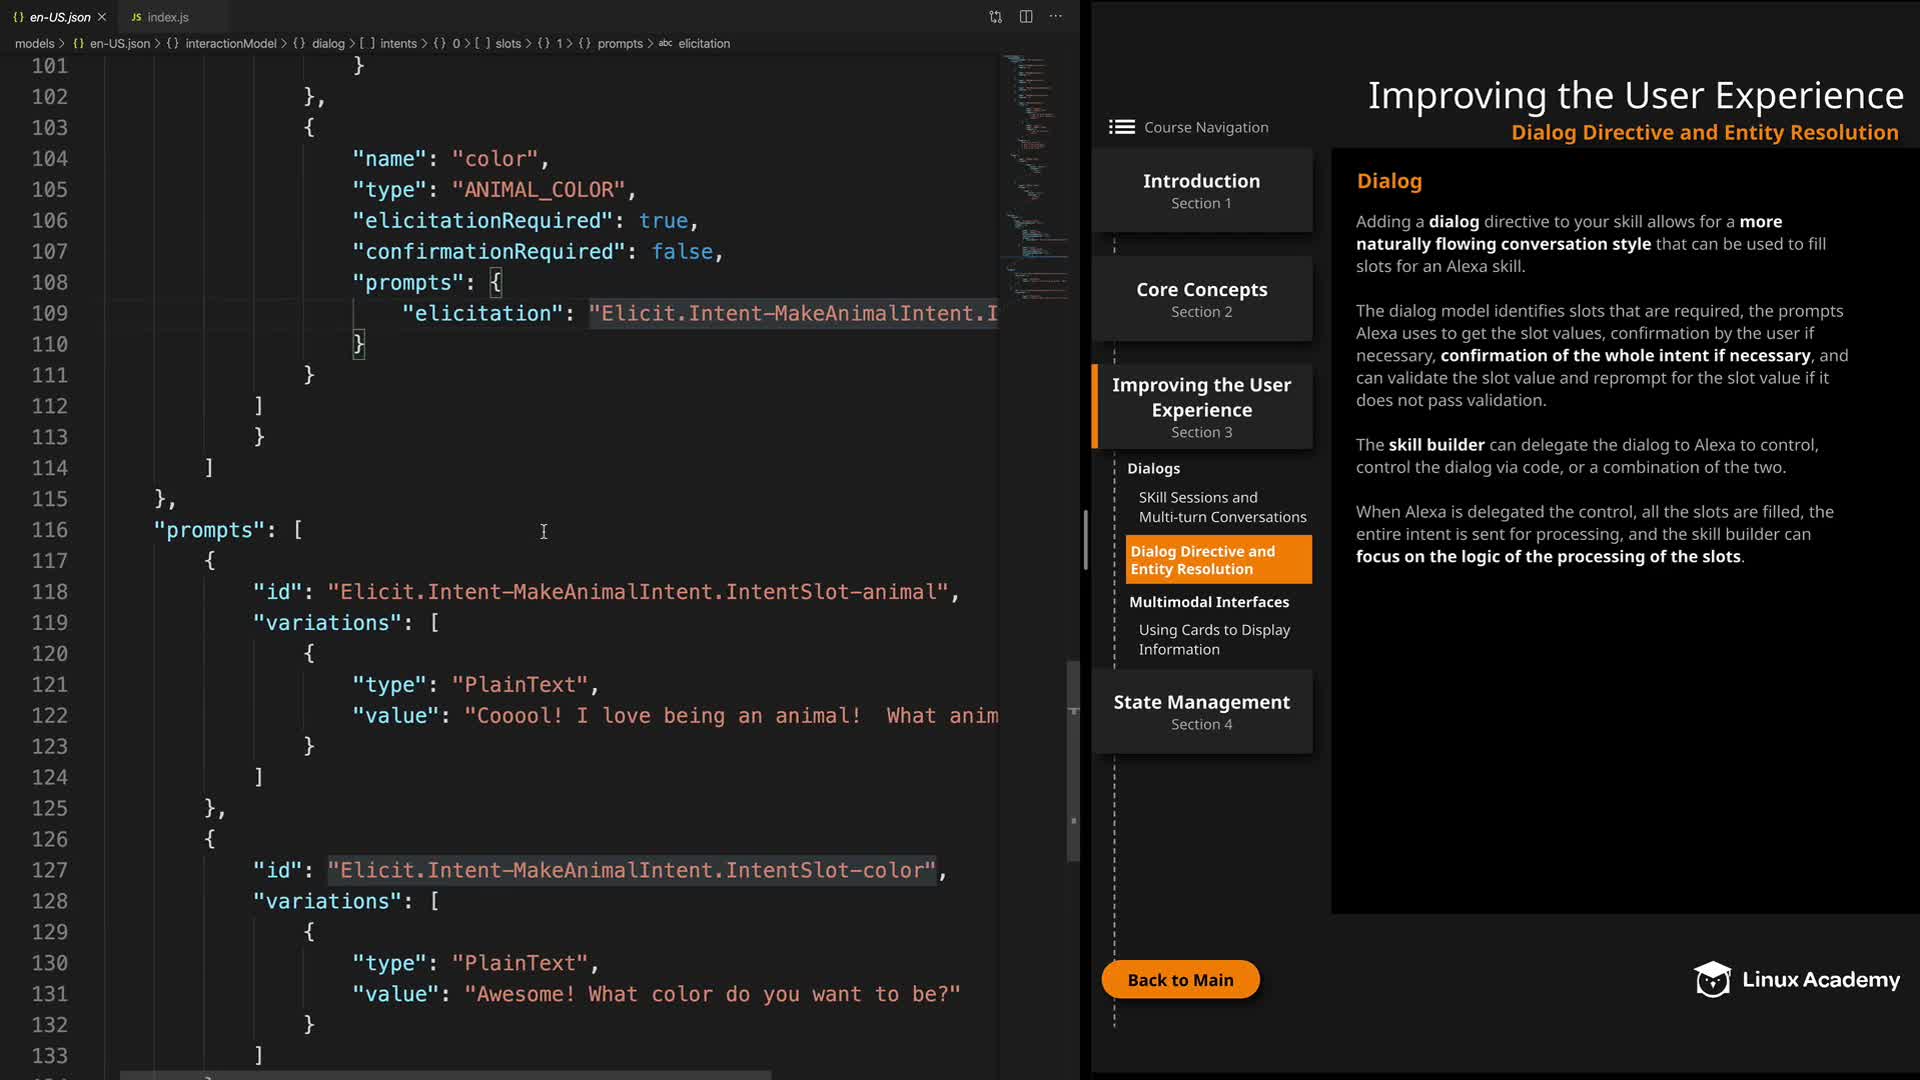 {} en-US.json ×
JS index.js
models > {} en-US.json > {} interactionModel > {} dialog > [ ] intents > {} 0 > [ ] slots > {} 1 > {} prompts > abc elicitation
101 }
102 },
103 {
104 "name": "color",
105 "type": "ANIMAL_COLOR",
106 "elicitationRequired": true,
107 "confirmationRequired": false,
108 "prompts": {
109 "elicitation": "Elicit.Intent-MakeAnimalIntent.I
110 }
111 }
112 ]
113 }
114 ]
115 },
116 "prompts": [
117 {
118 "id": "Elicit.Intent-MakeAnimalIntent.IntentSlot-animal",
119 "variations": [
120 {
121 "type": "PlainText",
122 "value": "Cooool! I love being an animal!  What anim
123 }
124 ]
125 },
126 {
127 "id": "Elicit.Intent-MakeAnimalIntent.IntentSlot-color",
128 "variations": [
129 {
130 "type": "PlainText",
131 "value": "Awesome! What color do you want to be?"
132 }
133 ]
Improving the User Experience
Dialog Directive and Entity Resolution
Course Navigation
Introduction
Section 1
Core Concepts
Section 2
Improving the User
Experience
Section 3
Dialogs
SKill Sessions and
Multi-turn Conversations
Dialog Directive and
Entity Resolution
Multimodal Interfaces
Using Cards to Display
Information
State Management
Section 4
Back to Main
Dialog
Adding a dialog directive to your skill allows for a more
naturally flowing conversation style that can be used to fill
slots for an Alexa skill.
The dialog model identifies slots that are required, the prompts
Alexa uses to get the slot values, confirmation by the user if
necessary, confirmation of the whole intent if necessary, and
can validate the slot value and reprompt for the slot value if it
does not pass validation.
The skill builder can delegate the dialog to Alexa to control,
control the dialog via code, or a combination of the two.
When Alexa is delegated the control, all the slots are filled, the
entire intent is sent for processing, and the skill builder can
focus on the logic of the processing of the slots.
Linux Academy